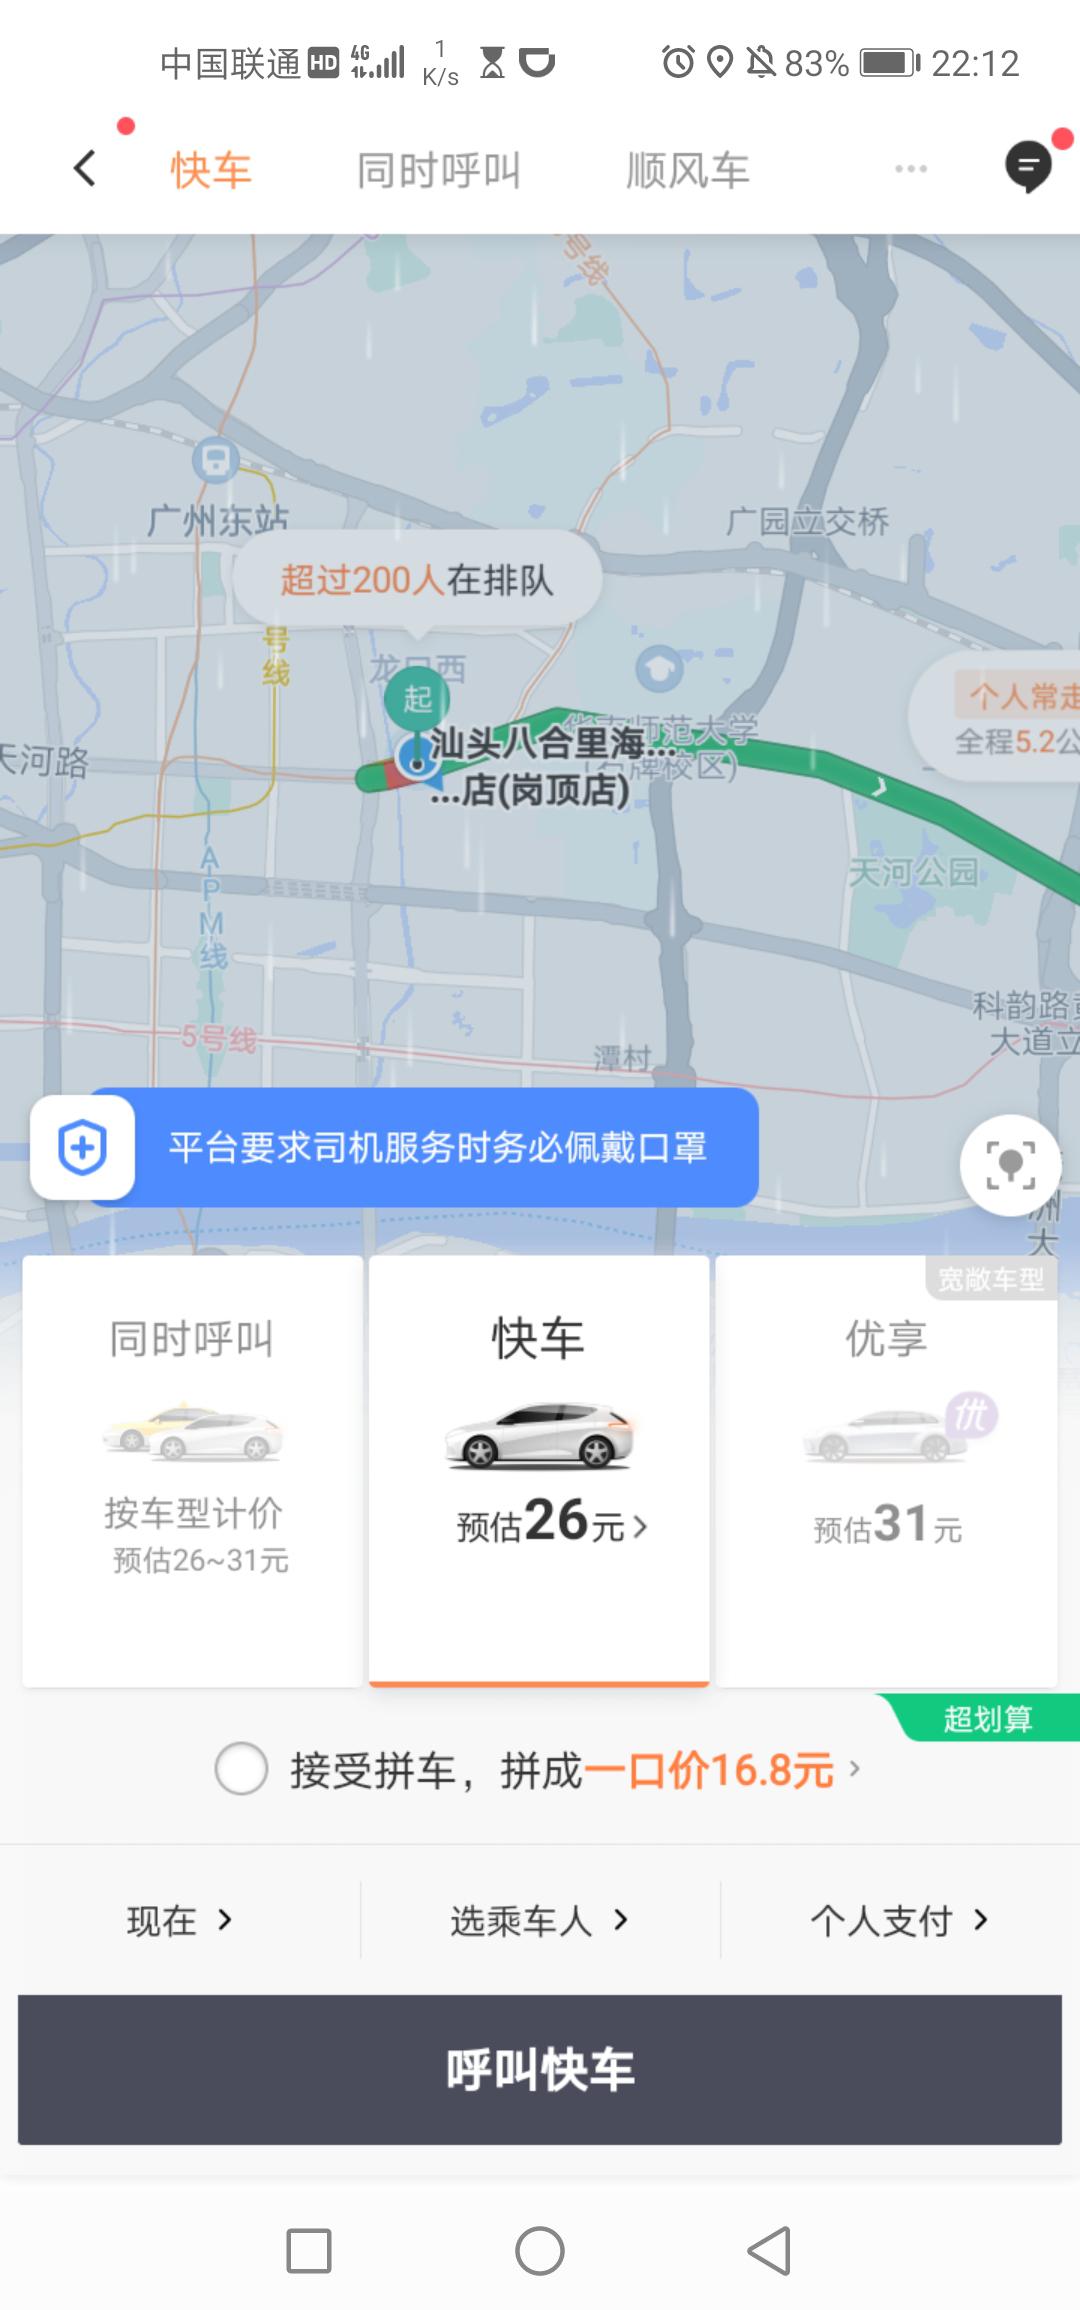 中国联通 HD 4G 1 K/s 83% 22:12
快车 同时呼叫 顺风车 ...
号线
广州东站
广园立交桥
超过200人在排队
号线
龙口西
起
个人常走
全程5.2公
华南师范大学
汕头八合里海...
...店(岗顶店)
天河路
天河公园
APM线
科韵路
大道立
5号线
潭村
平台要求司机服务时务必佩戴口罩
洲大
宽敞车型
同时呼叫 快车 优享
优
按车型计价
预估26~31元
预估26元>
预估31元
超划算
接受拼车，拼成一口价16.8元 >
现在 > 选乘车人 > 个人支付 >
呼叫快车